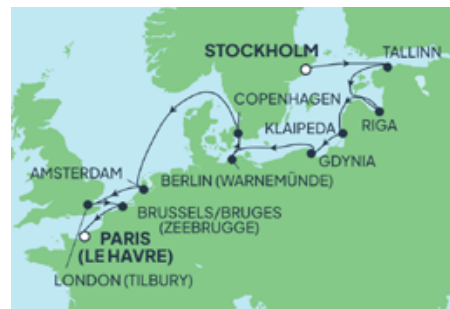 STOCKHOLM
TALLINN
COPENHAGEN
KLAIPEDA
RIGA
GDYNIA
AMSTERDAM
BERLIN (WARNEMÜNDE)
BRUSSELS/BRUGES
(ZEEBRUGGE)
PARIS
(LE HAVRE)
LONDON (TILBURY)